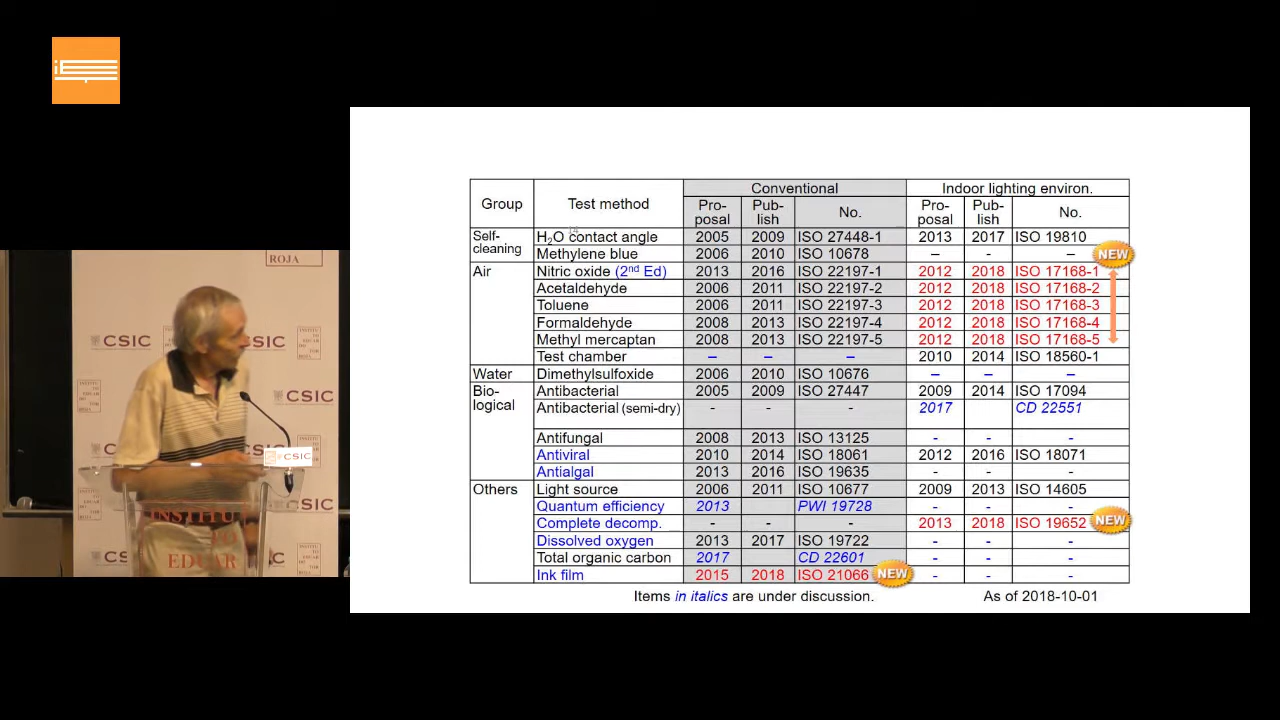 ROJA
CSIC
CSIC
CSIC
CSIC
INSTITU
TO
EDUAR
Conventional Indoor lighting environ.
Group Test method Pro-posal Pub-lish No. Pro-posal Pub-lish No.
Self-cleaning H2O contact angle 2005 2009 ISO 27448-1 2013 2017 ISO 19810
Methylene blue 2006 2010 ISO 10678 – - –
NEW
Air Nitric oxide (2nd Ed) 2013 2016 ISO 22197-1 2012 2018 ISO 17168-1
Acetaldehyde 2006 2011 ISO 22197-2 2012 2018 ISO 17168-2
Toluene 2006 2011 ISO 22197-3 2012 2018 ISO 17168-3
Formaldehyde 2008 2013 ISO 22197-4 2012 2018 ISO 17168-4
Methyl mercaptan 2008 2013 ISO 22197-5 2012 2018 ISO 17168-5
Test chamber – – – 2010 2014 ISO 18560-1
Water Dimethylsulfoxide 2006 2010 ISO 10676 – – –
Bio-logical Antibacterial 2005 2009 ISO 27447 2009 2014 ISO 17094
Antibacterial (semi-dry) - - - 2017 CD 22551
Antifungal 2008 2013 ISO 13125 - - -
Antiviral 2010 2014 ISO 18061 2012 2016 ISO 18071
Antialgal 2013 2016 ISO 19635 - - -
Others Light source 2006 2011 ISO 10677 2009 2013 ISO 14605
Quantum efficiency 2013 PWI 19728 - - -
Complete decomp. - - - 2013 2018 ISO 19652 NEW
Dissolved oxygen 2013 2017 ISO 19722 - - -
Total organic carbon 2017 CD 22601 - - -
Ink film 2015 2018 ISO 21066 NEW - - -
Items in italics are under discussion. As of 2018-10-01